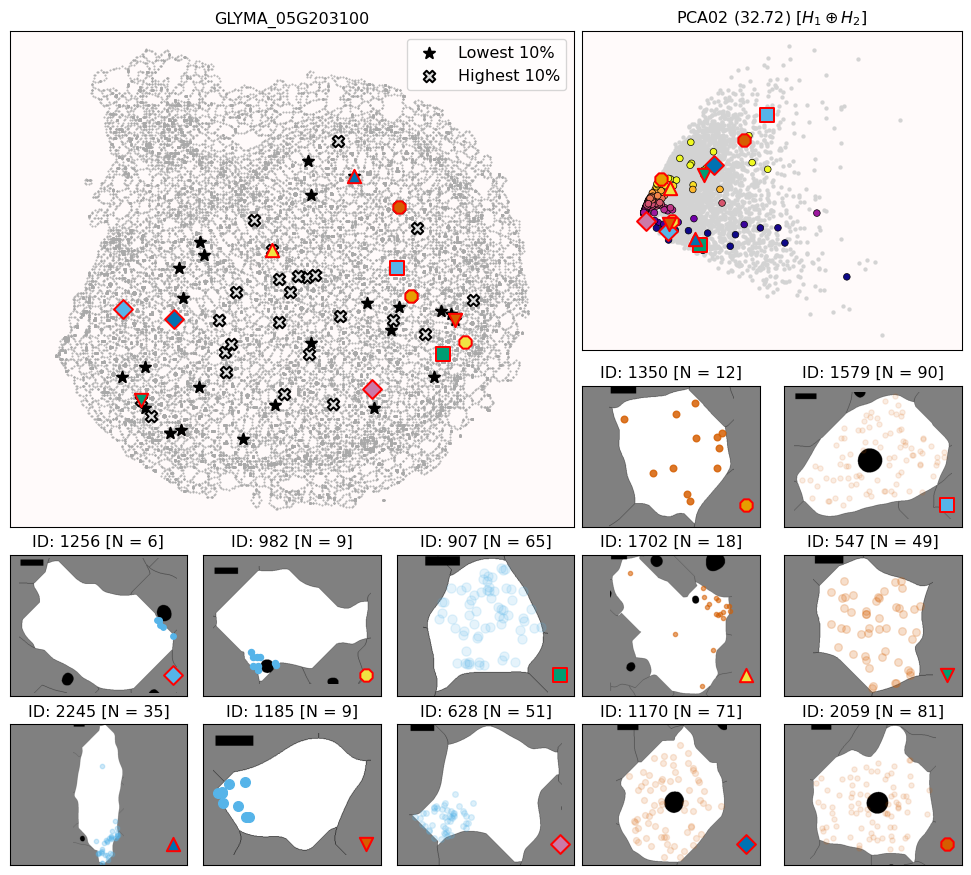 GLYMA_05G203100
Lowest 10%
Highest 10%
PCA02 (32.72) [H₁ ⊕ H₂]
ID: 1350 [N = 12]
ID: 1579 [N = 90]
ID: 1256 [N = 6]
ID: 982 [N = 9]
ID: 907 [N = 65]
ID: 1702 [N = 18]
ID: 547 [N = 49]
ID: 2245 [N = 35]
ID: 1185 [N = 9]
ID: 628 [N = 51]
ID: 1170 [N = 71]
ID: 2059 [N = 81]